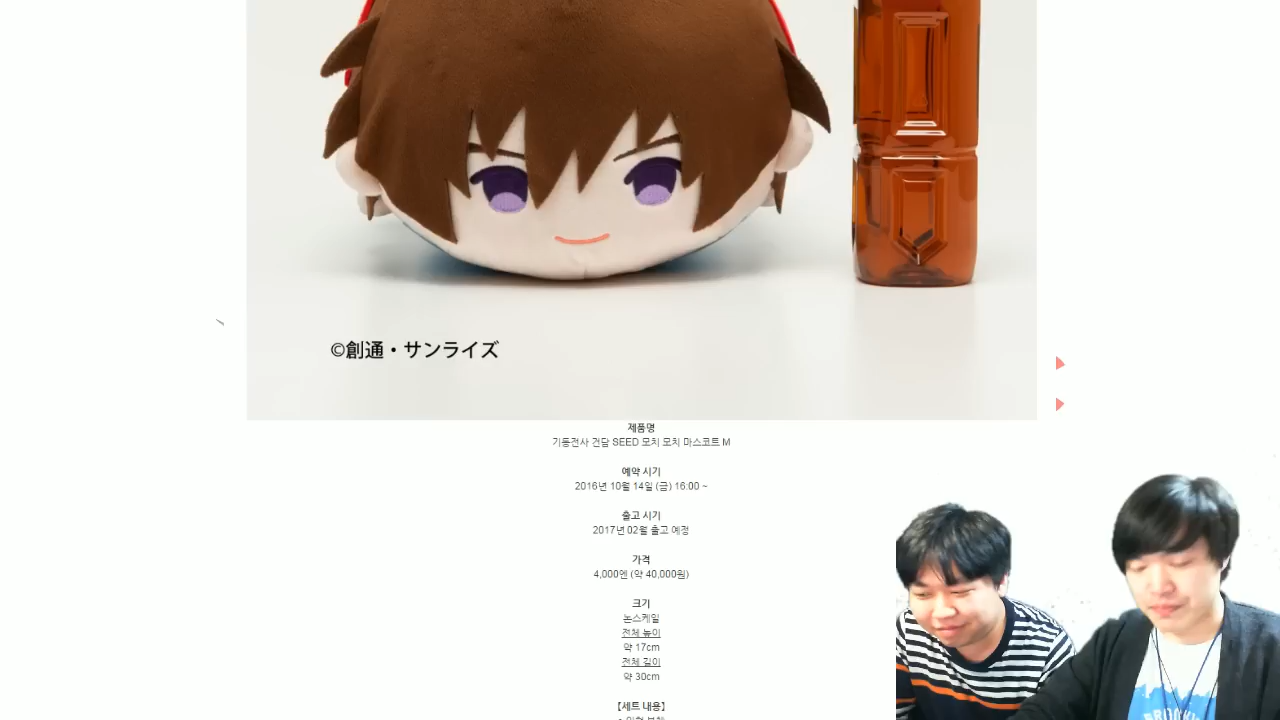 ©創通・サンライズ
제품명
기동전사 건담 SEED 모치 모치 마스코트 M
예약 시기
2016년 10월 14일 (금) 16:00 ~
출고 시기
2017년 02월 출고 예정
가격
4,000엔 (약 40,000원)
크기
논스케일
전체 높이
약 17cm
전체 길이
약 30cm
【세트 내용】